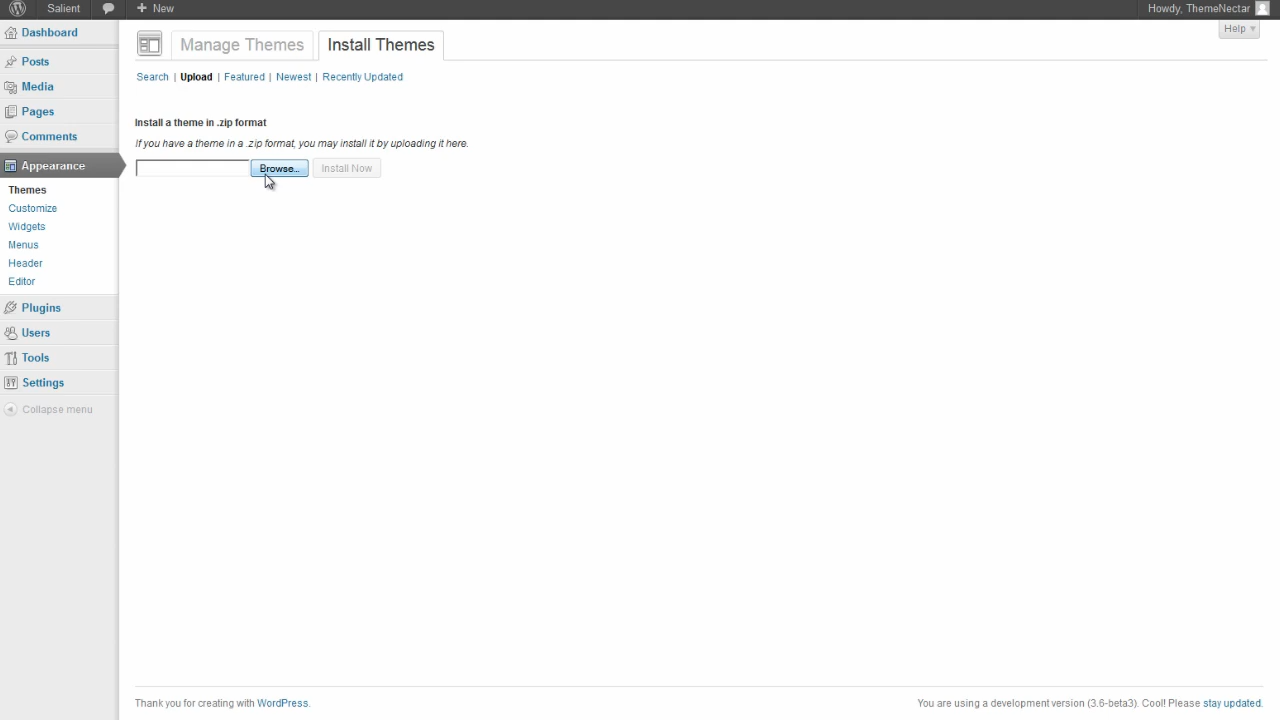 Salient
New
Howdy, ThemeNectar
Help
Dashboard
Posts
Media
Pages
Comments
Appearance
Themes
Customize
Widgets
Menus
Header
Editor
Plugins
Users
Tools
Settings
Collapse menu
Manage Themes
Install Themes
Search | Upload | Featured | Newest | Recently Updated
Install a theme in .zip format
If you have a theme in a .zip format, you may install it by uploading it here.
Browse...
Install Now
Thank you for creating with WordPress.
You are using a development version (3.6-beta3). Cool! Please stay updated.